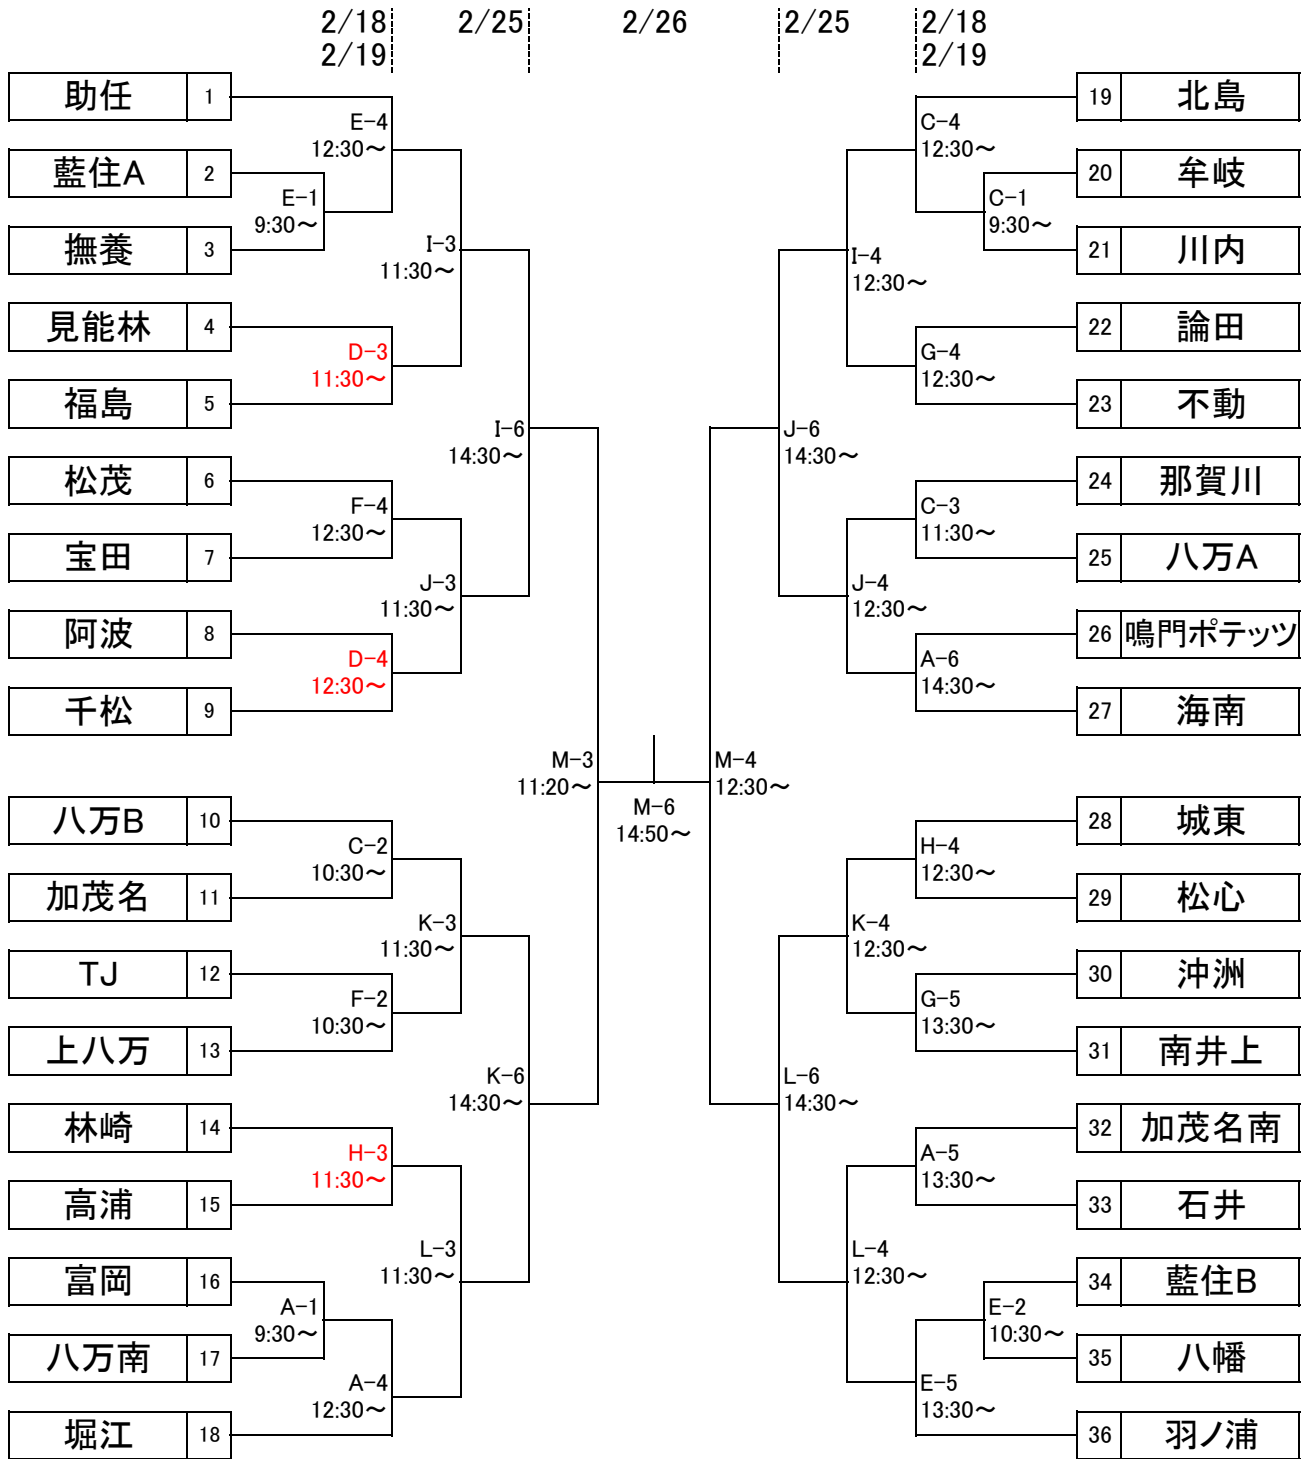 2/18
2/19
2/25
2/26
2/25
2/18
2/19
助任 1
藍住A 2
撫養 3
見能林 4
福島 5
松茂 6
宝田 7
阿波 8
千松 9
八万B 10
加茂名 11
TJ 12
上八万 13
林崎 14
高浦 15
富岡 16
八万南 17
堀江 18
E-4
12:30～
E-1
9:30～
D-3
11:30～
F-4
12:30～
D-4
12:30～
C-2
10:30～
F-2
10:30～
H-3
11:30～
A-1
9:30～
A-4
12:30～
I-3
11:30～
J-3
11:30～
K-3
11:30～
L-3
11:30～
I-6
14:30～
K-6
14:30～
M-3
11:20～
M-6
14:50～
M-4
12:30～
J-6
14:30～
L-6
14:30～
I-4
12:30～
J-4
12:30～
K-4
12:30～
L-4
12:30～
C-4
12:30～
C-1
9:30～
G-4
12:30～
C-3
11:30～
A-6
14:30～
H-4
12:30～
G-5
13:30～
A-5
13:30～
E-2
10:30～
E-5
13:30～
19 北島
20 牟岐
21 川内
22 論田
23 不動
24 那賀川
25 八万A
26 鳴門ポテッツ
27 海南
28 城東
29 松心
30 沖洲
31 南井上
32 加茂名南
33 石井
34 藍住B
35 八幡
36 羽ノ浦